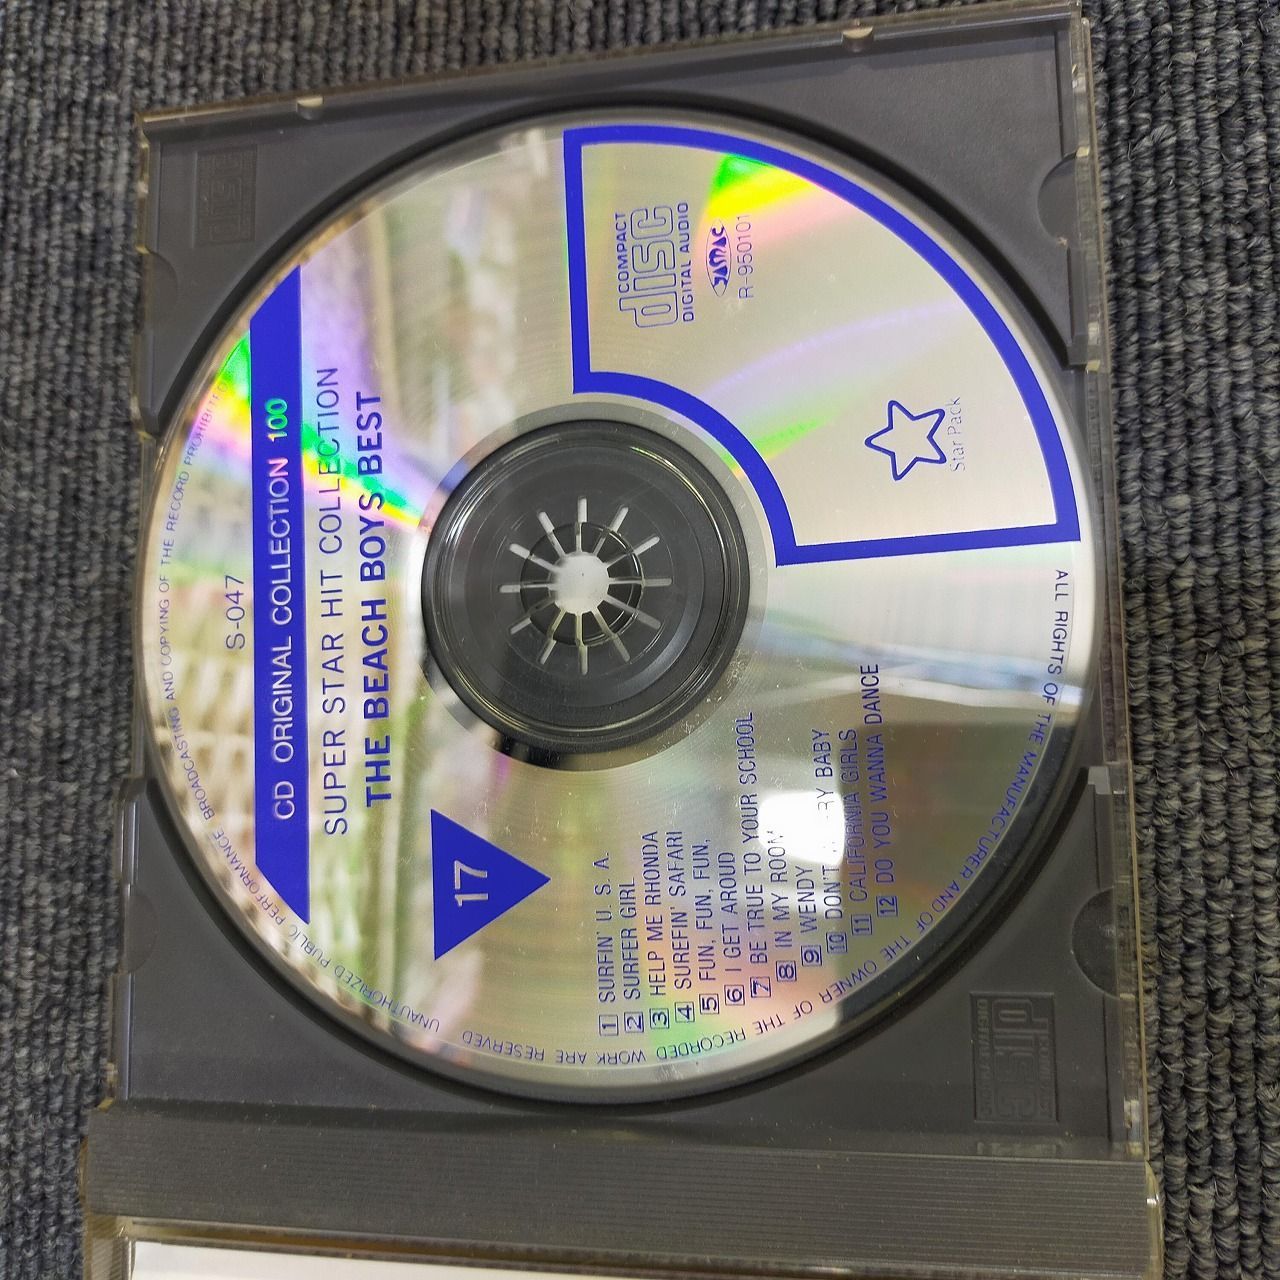 S-047
CD ORIGINAL COLLECTION 100
SUPER STAR HIT COLLECTION
THE BEACH BOYS BEST
17
COMPACT
disc
DIGITAL AUDIO
JASRAC
R-950101
Star Pack
1 SURFIN' U. S. A.
2 SURFER GIRL
3 HELP ME RHONDA
4 SUREFIN' SAFARI
5 FUN, FUN, FUN,
6 I GET AROUD
7 BE TRUE TO YOUR SCHOOL
8 IN MY ROOM
9 WENDY
10 DON'T BABY
11 CALIFORNIA GIRLS
12 DO YOU WANNA DANCE
ALL RIGHTS OF THE MANUFACTURER AND OF THE OWNER OF THE RECORDED WORK ARE RESERVED
UNAUTHORIZED PUBLIC PERFORMANCE BROADCASTING AND COPYING OF THE RECORD PROHIBITED